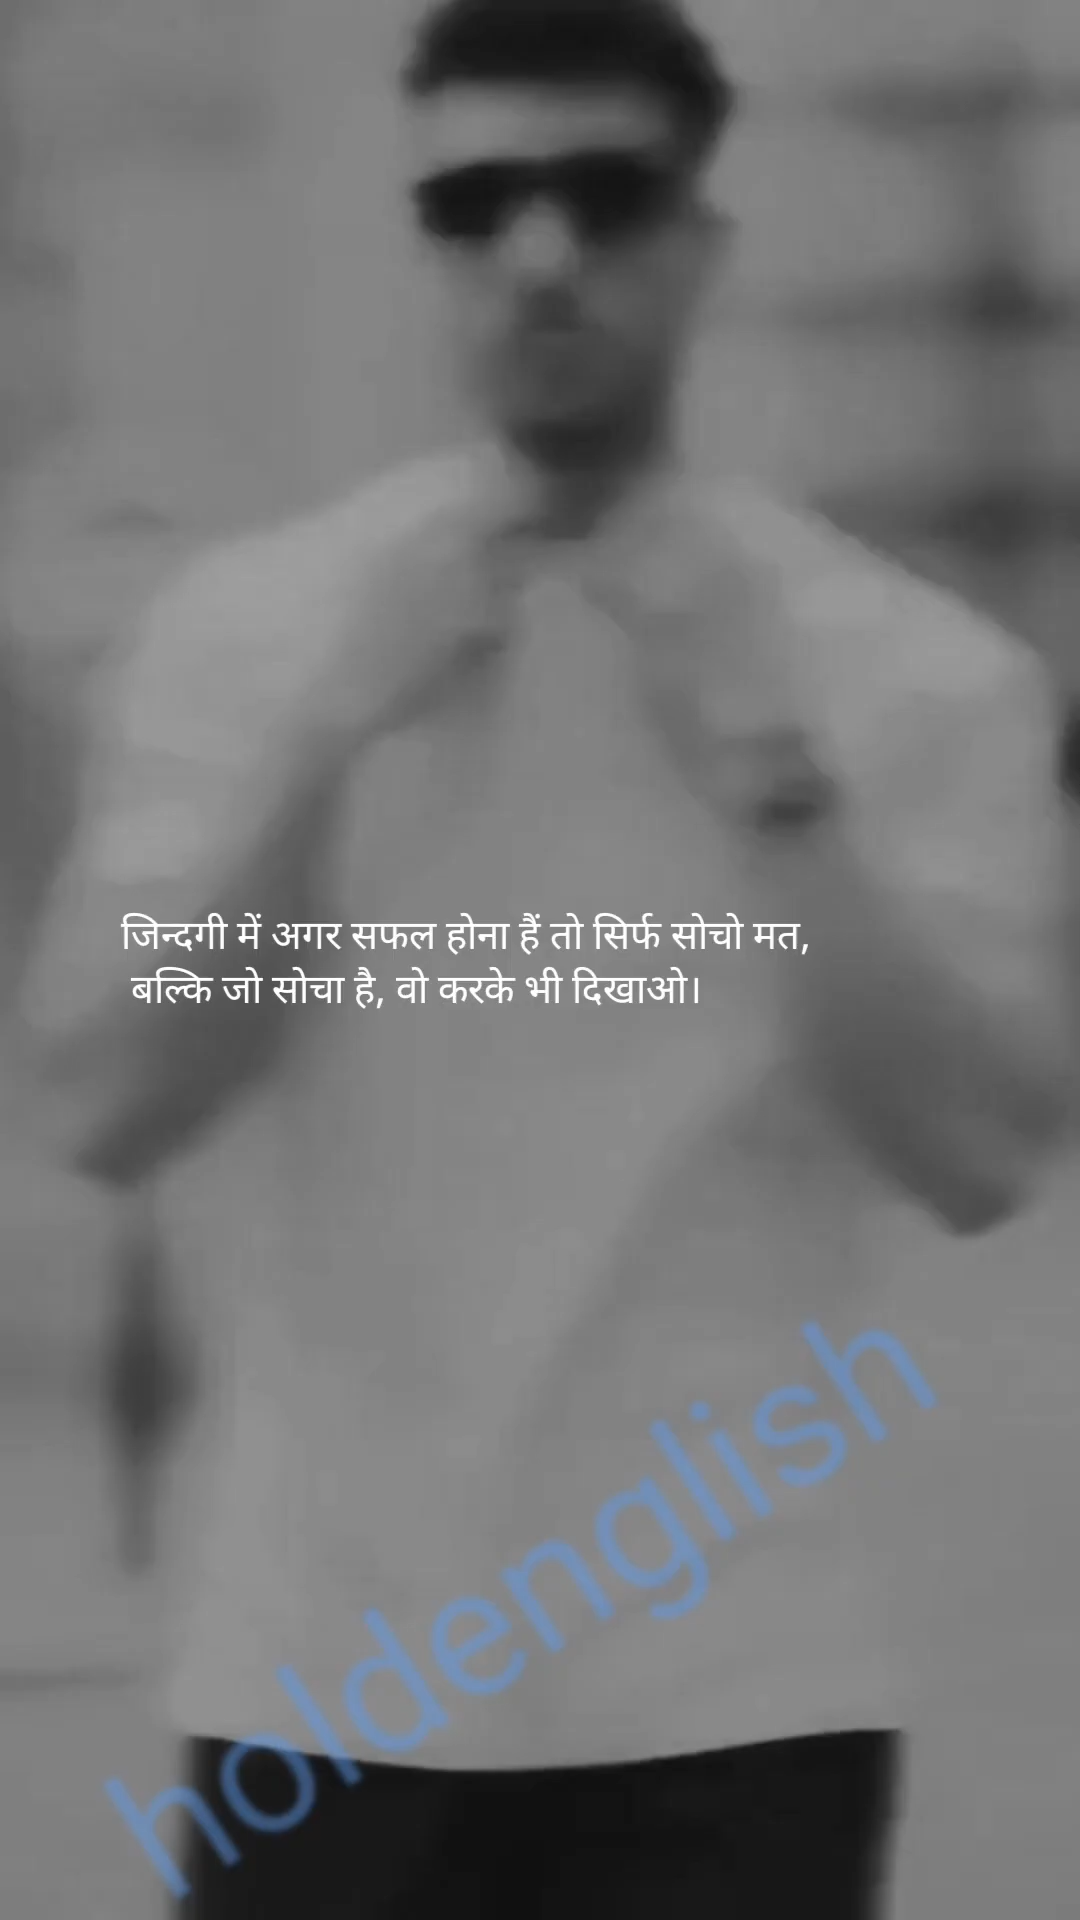 जिन्दगी में अगर सफल होना हैं तो सिर्फ सोचो मत,
बल्कि जो सोचा है, वो करके भी दिखाओ।
holdenglish